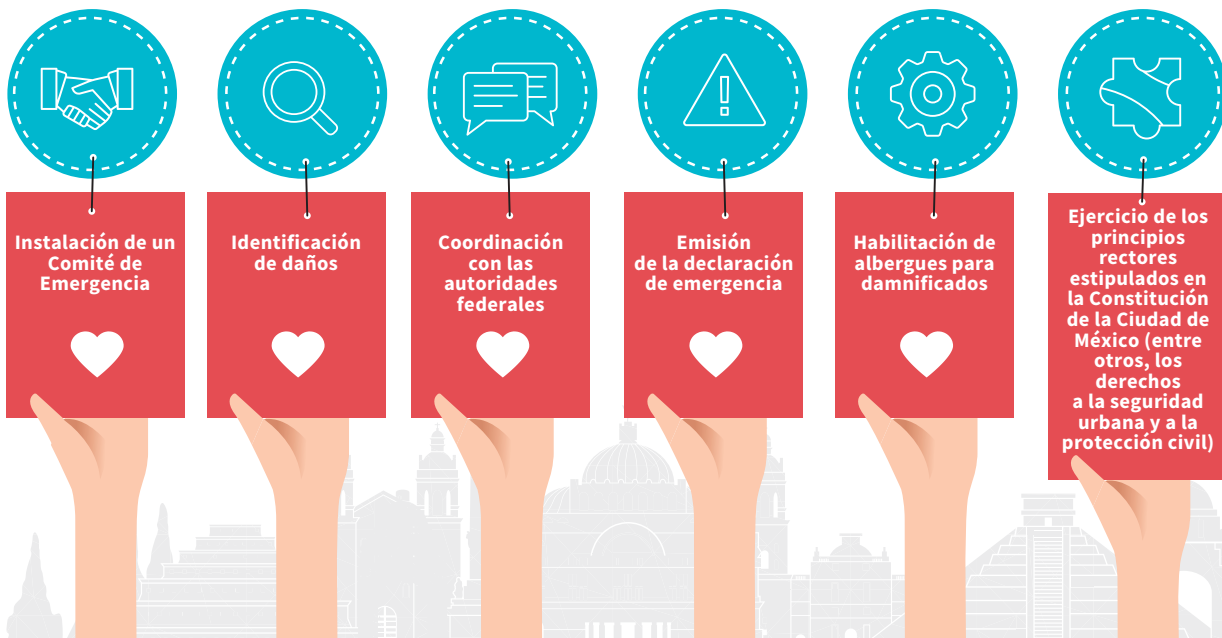 Instalación de un
Comité de
Emergencia
Identificación
de daños
Coordinación
con las
autoridades
federales
Emisión
de la declaración
de emergencia
Habilitación de
albergues para
damnificados
Ejercicio de los
principios
rectores
estipulados en
la Constitución
de la Ciudad de
México (entre
otros, los
derechos
a la seguridad
urbana y a la
protección civil)